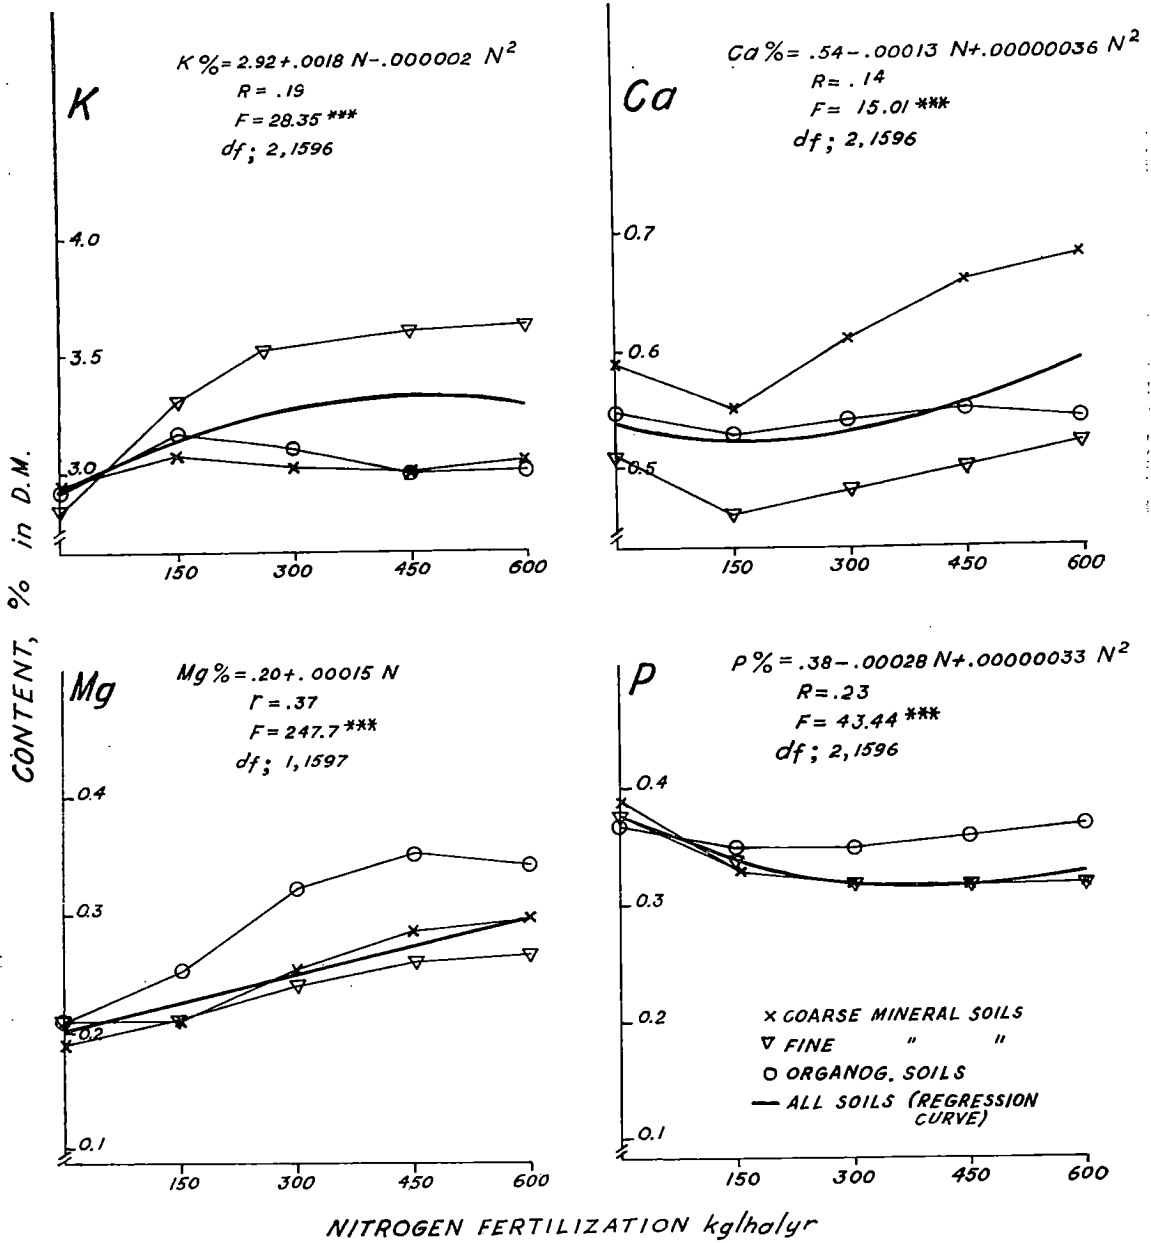 K
K%=2.92+.0018 N-.000002 N²
R = .19
F = 28.35***
df; 2,1596
4.0
3.5
3.0
150 300 450 600
Ca
Ca%= .54-.00013 N+.00000036 N²
R= .14
F= 15.01***
df; 2,1596
0.7
0.6
0.5
150 300 450 600
CONTENT, % in D.M.
Mg
Mg%=.20+.00015 N
r = .37
F=247.7***
df; 1,1597
0.4
0.3
0.2
0.1
150 300 450 600
P
P%=.38-.00028 N+.00000033 N²
R=.23
F= 43.44***
df; 2,1596
0.4
0.3
0.2
0.1
x COARSE MINERAL SOILS
▽ FINE " "
O ORGANOG. SOILS
— ALL SOILS (REGRESSION
CURVE)
150 300 450 600
NITROGEN FERTILIZATION kg/ha/yr